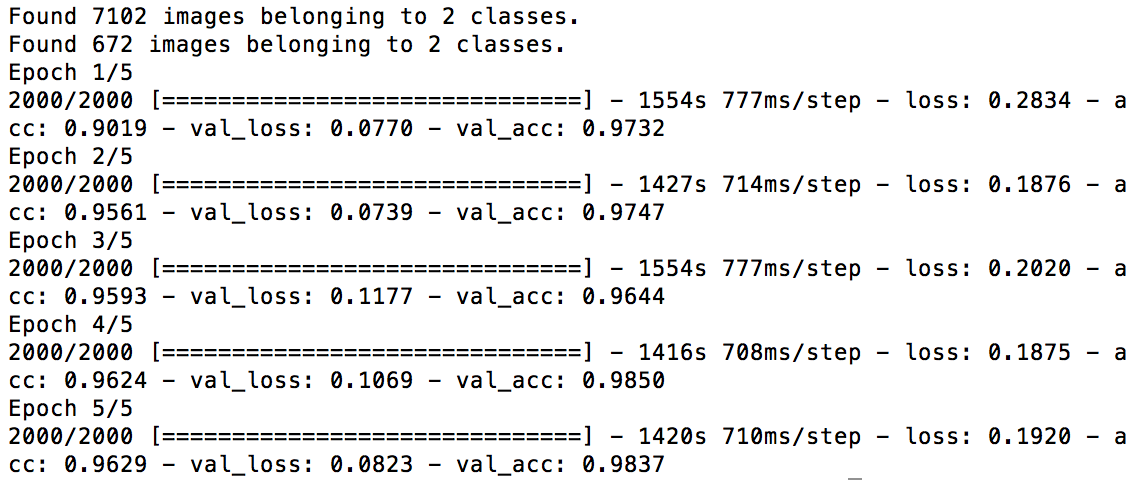 Found 7102 images belonging to 2 classes.
Found 672 images belonging to 2 classes.
Epoch 1/5
2000/2000 [==============================] - 1554s 777ms/step - loss: 0.2834 - a
cc: 0.9019 - val_loss: 0.0770 - val_acc: 0.9732
Epoch 2/5
2000/2000 [==============================] - 1427s 714ms/step - loss: 0.1876 - a
cc: 0.9561 - val_loss: 0.0739 - val_acc: 0.9747
Epoch 3/5
2000/2000 [==============================] - 1554s 777ms/step - loss: 0.2020 - a
cc: 0.9593 - val_loss: 0.1177 - val_acc: 0.9644
Epoch 4/5
2000/2000 [==============================] - 1416s 708ms/step - loss: 0.1875 - a
cc: 0.9624 - val_loss: 0.1069 - val_acc: 0.9850
Epoch 5/5
2000/2000 [==============================] - 1420s 710ms/step - loss: 0.1920 - a
cc: 0.9629 - val_loss: 0.0823 - val_acc: 0.9837